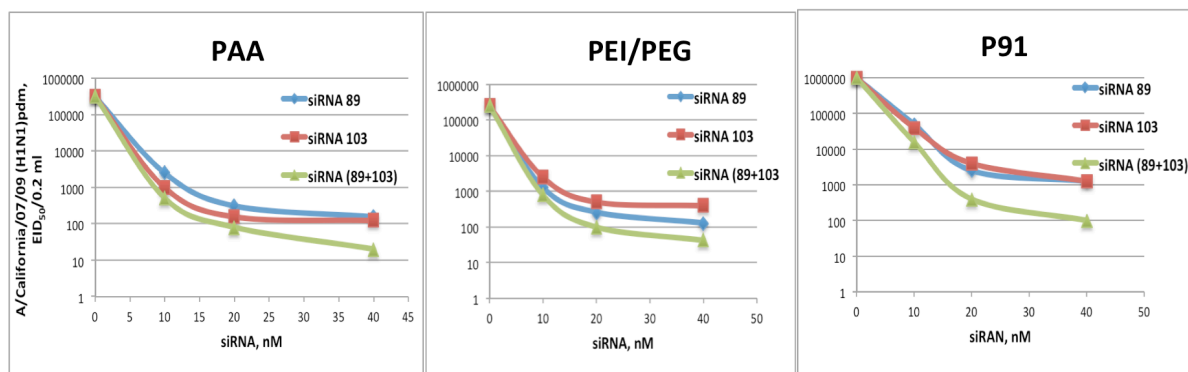 PAA
A/California/07/09 (H1N1)pdm,
EID50/0.2 ml
1000000
100000
10000
1000
100
10
1
0 5 10 15 20 25 30 35 40 45
siRNA, nM
siRNA 89
siRNA 103
siRNA (89+103)
PEI/PEG
1000000
100000
10000
1000
100
10
1
0 10 20 30 40 50
siRNA, nM
siRNA 89
siRNA 103
siRNA (89+103
P91
1000000
100000
10000
1000
100
10
1
0 10 20 30 40 50
siRAN, nM
siRNA 89
siRNA 103
siRNA (89+103)